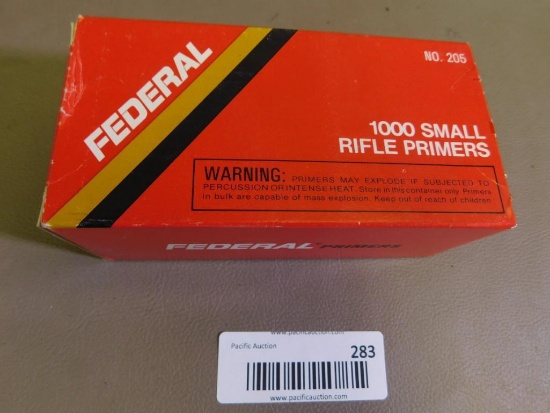 FEDERAL
NO. 205
1000 SMALL
RIFLE PRIMERS
WARNING: PRIMERS MAY EXPLODE IF SUBJECTED TO
PERCUSSION OR INTENSE HEAT. Store in this container only. Primers
in bulk are capable of mass explosion. Keep out of reach of children.
FEDERAL PRIMERS
www.pacificauction.com
Pacific Auction
283
www.pacificauction.com